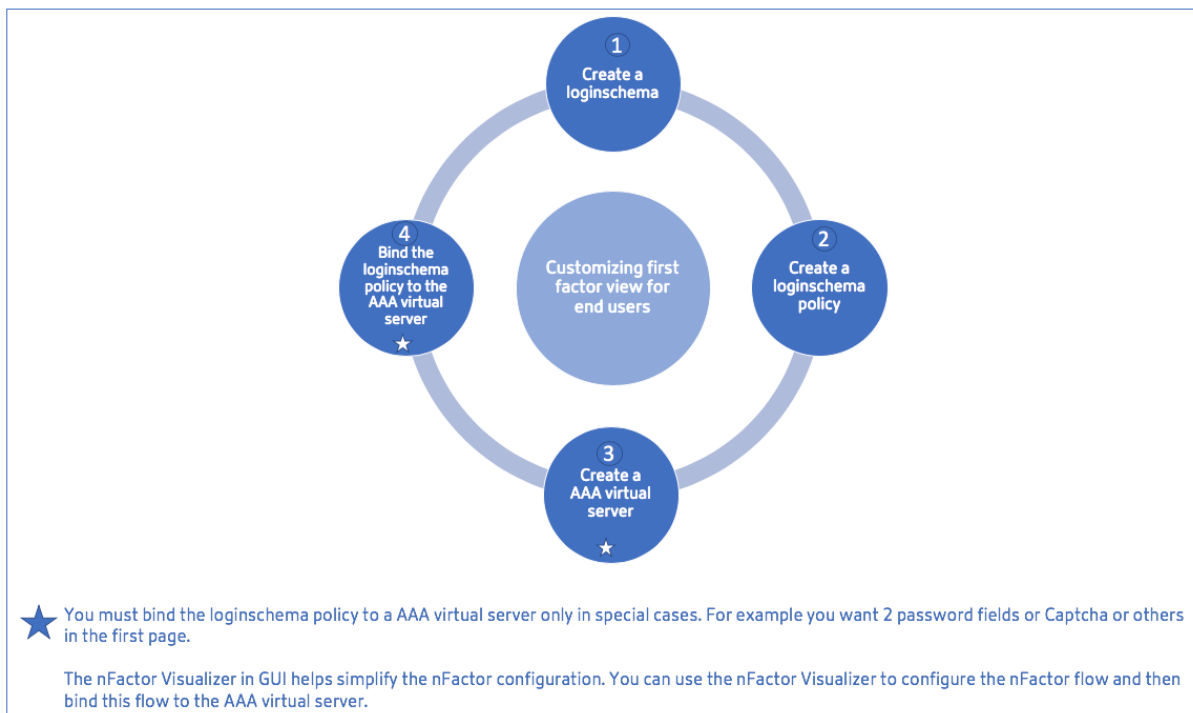 1
Create a
loginschema
2
Create a
loginschema
policy
3
Create a
AAA virtual
server
4
Bind the
loginschema
policy to the
AAA virtual
server
Customizing first
factor view for
end users
You must bind the loginschema policy to a AAA virtual server only in special cases. For example you want 2 password fields or Captcha or others
in the first page.
The nFactor Visualizer in GUI helps simplify the nFactor configuration. You can use the nFactor Visualizer to configure the nFactor flow and then
bind this flow to the AAA virtual server.